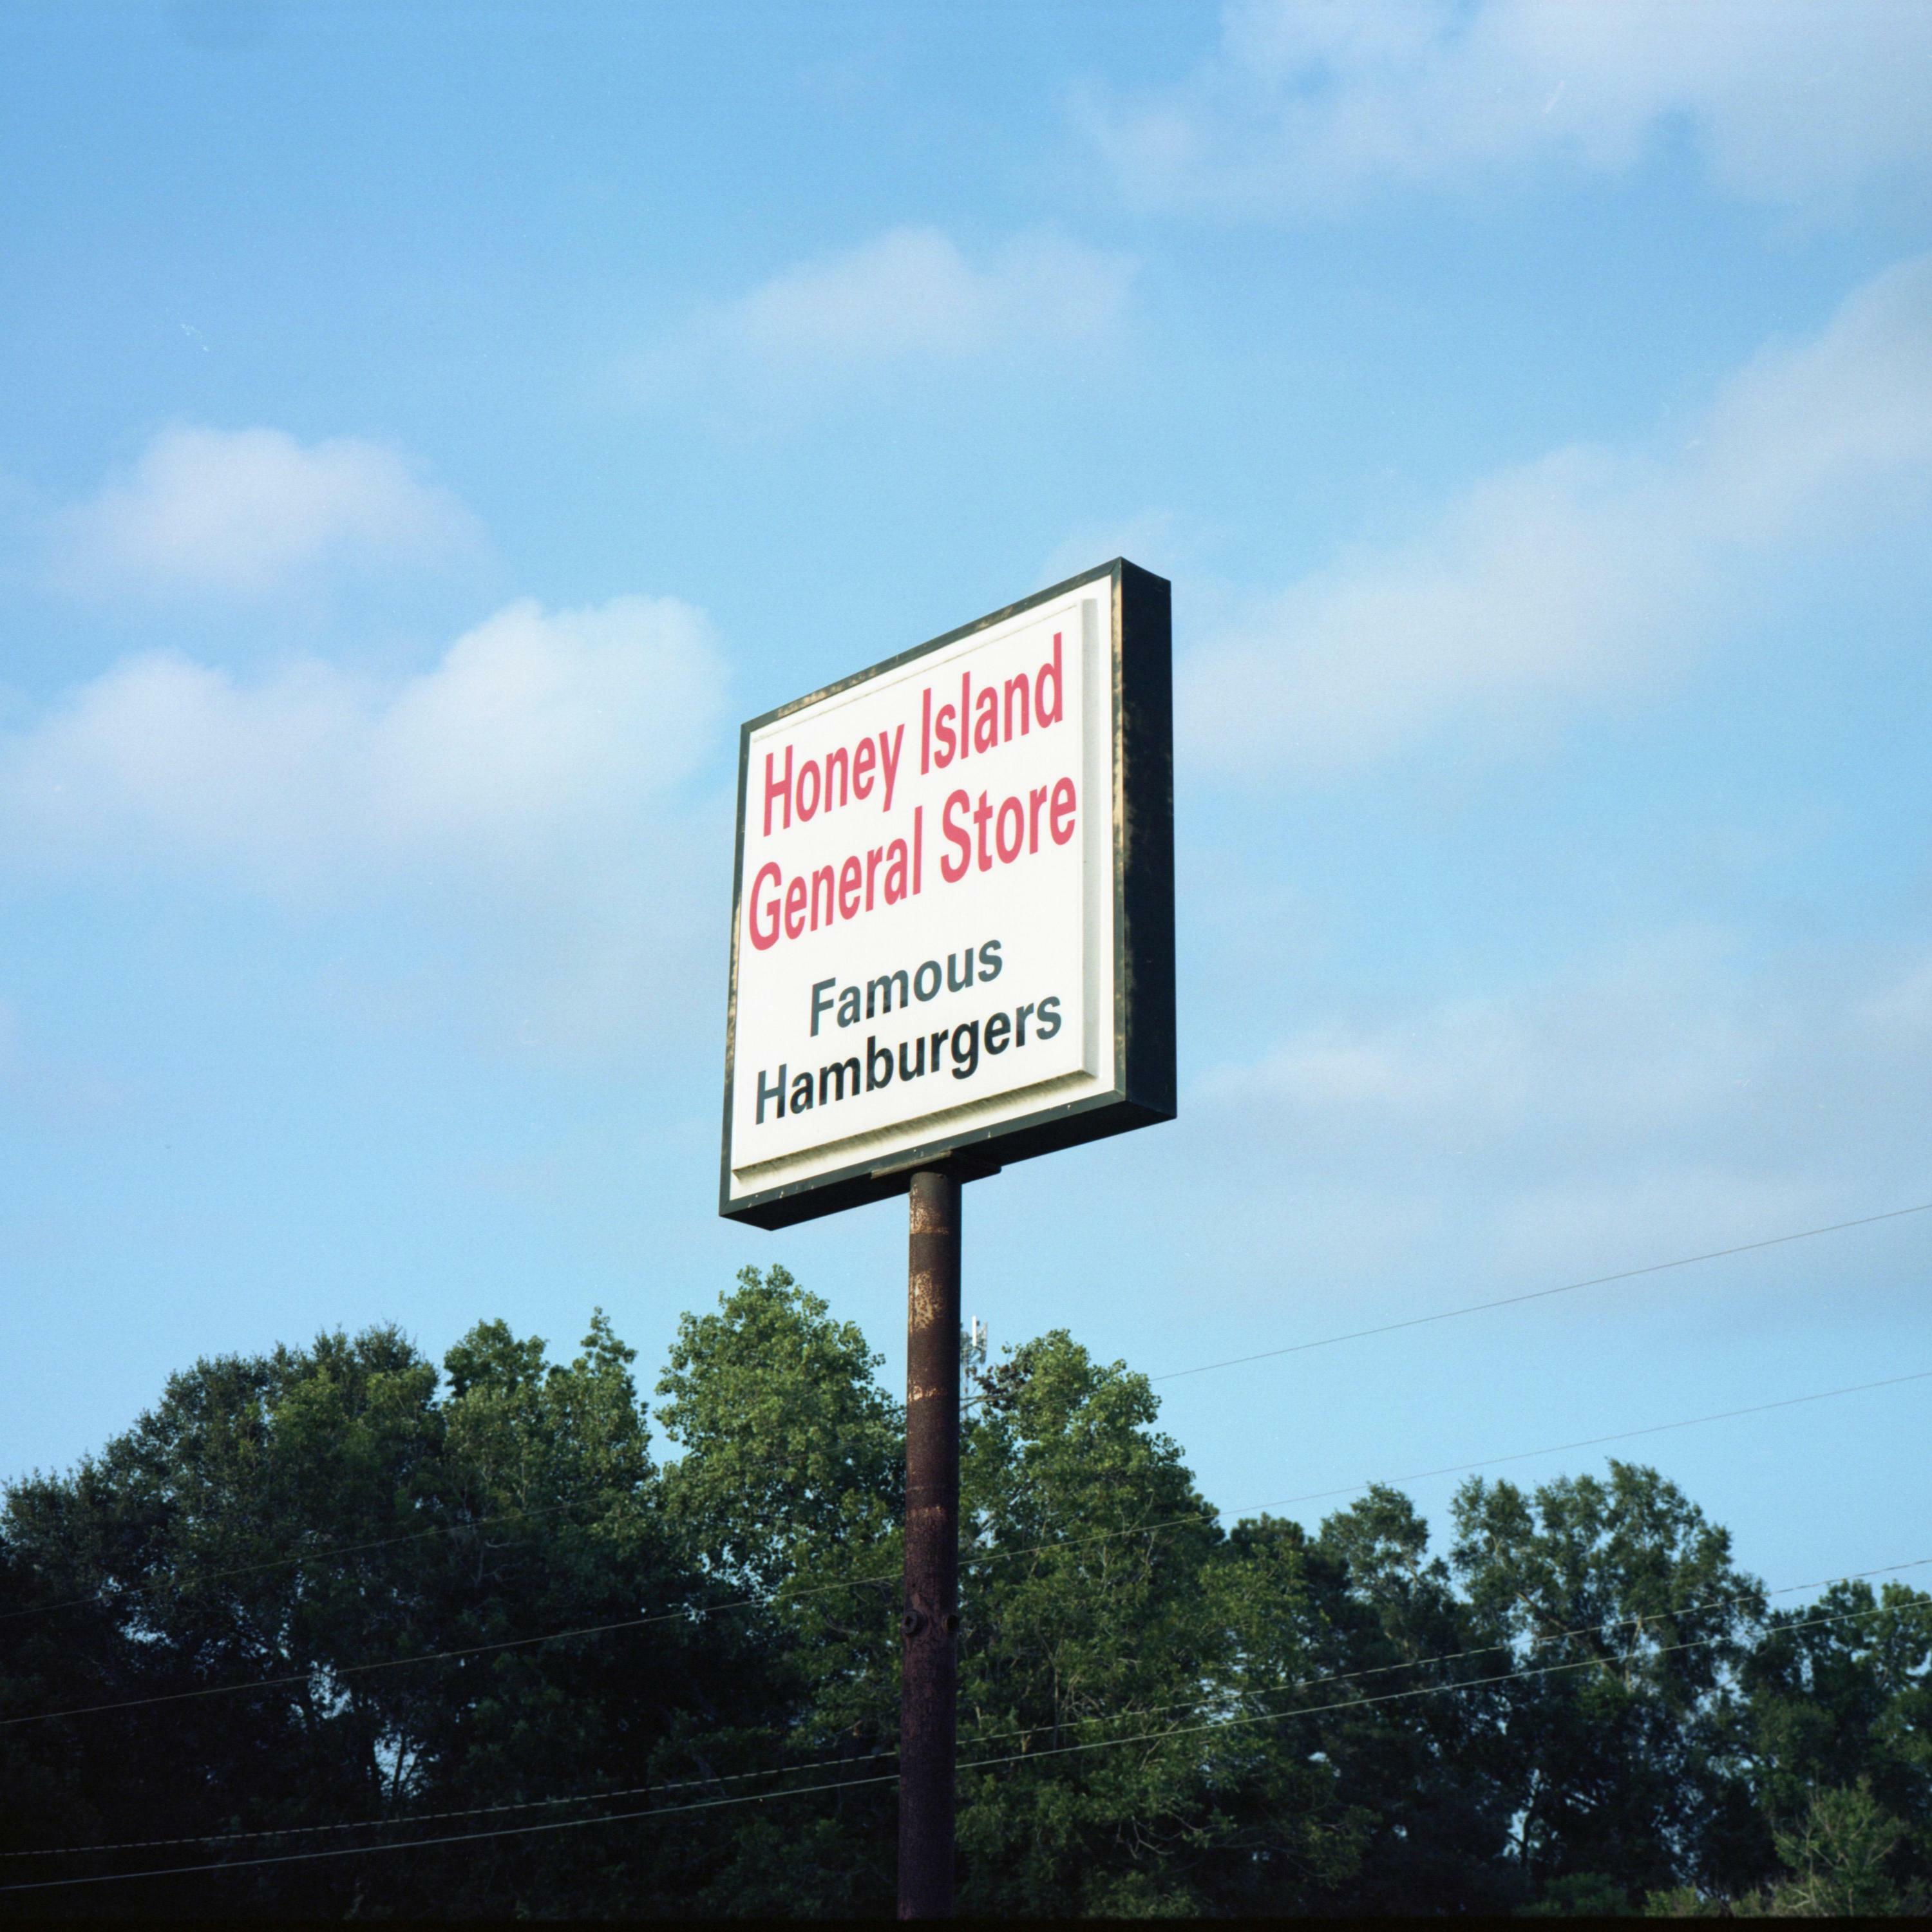 Honey Island
General Store
Famous
Hamburgers